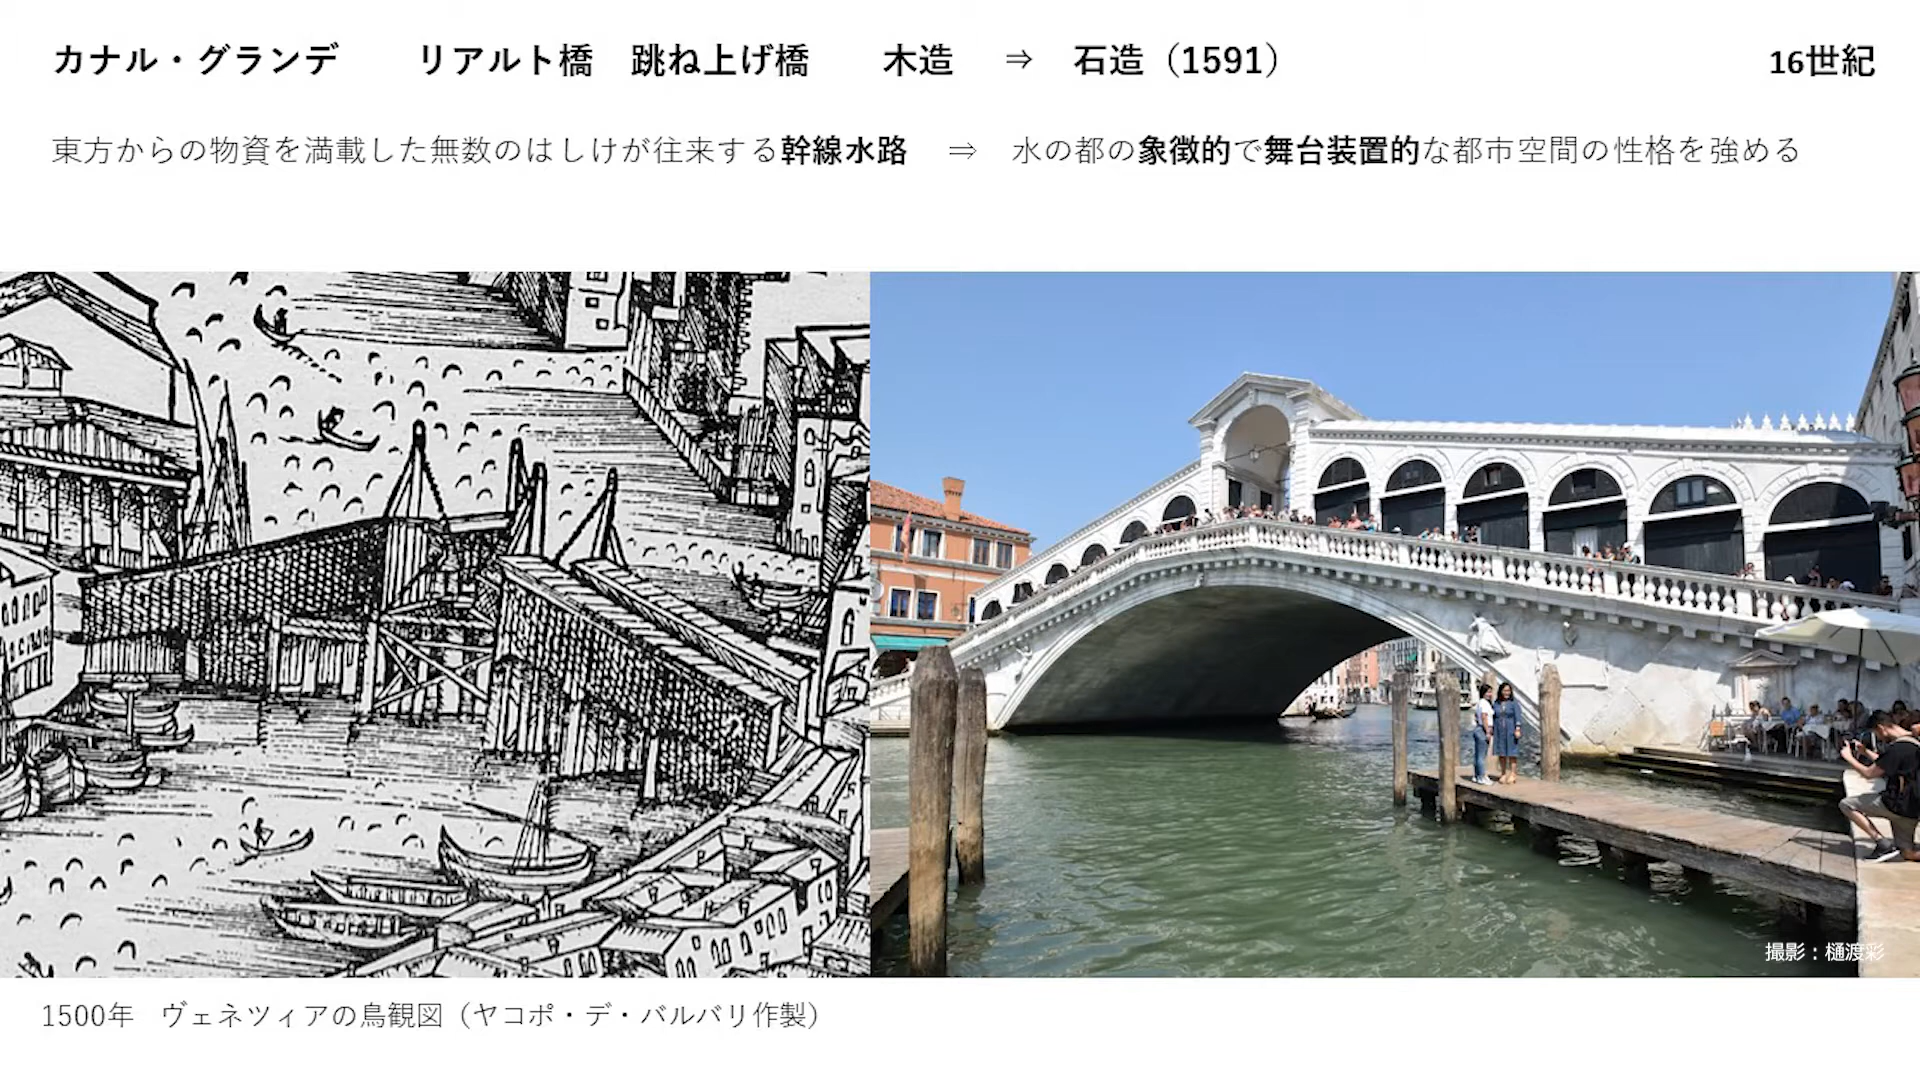 カナル・グランデ　　リアルト橋　跳ね上げ橋　　木造　⇒　石造（1591）　　16世紀
東方からの物資を満載した無数のはしけが往来する幹線水路　⇒　水の都の象徴的で舞台装置的な都市空間の性格を強める
撮影：樋渡彩
1500年　ヴェネツィアの鳥観図（ヤコポ・デ・バルバリ作製）